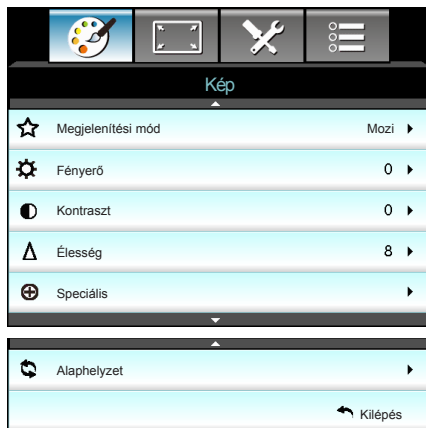 Kép
Megjelenítési mód Mozi
Fényerő 0
Kontraszt 0
Élesség 8
Speciális
Alaphelyzet
Kilépés